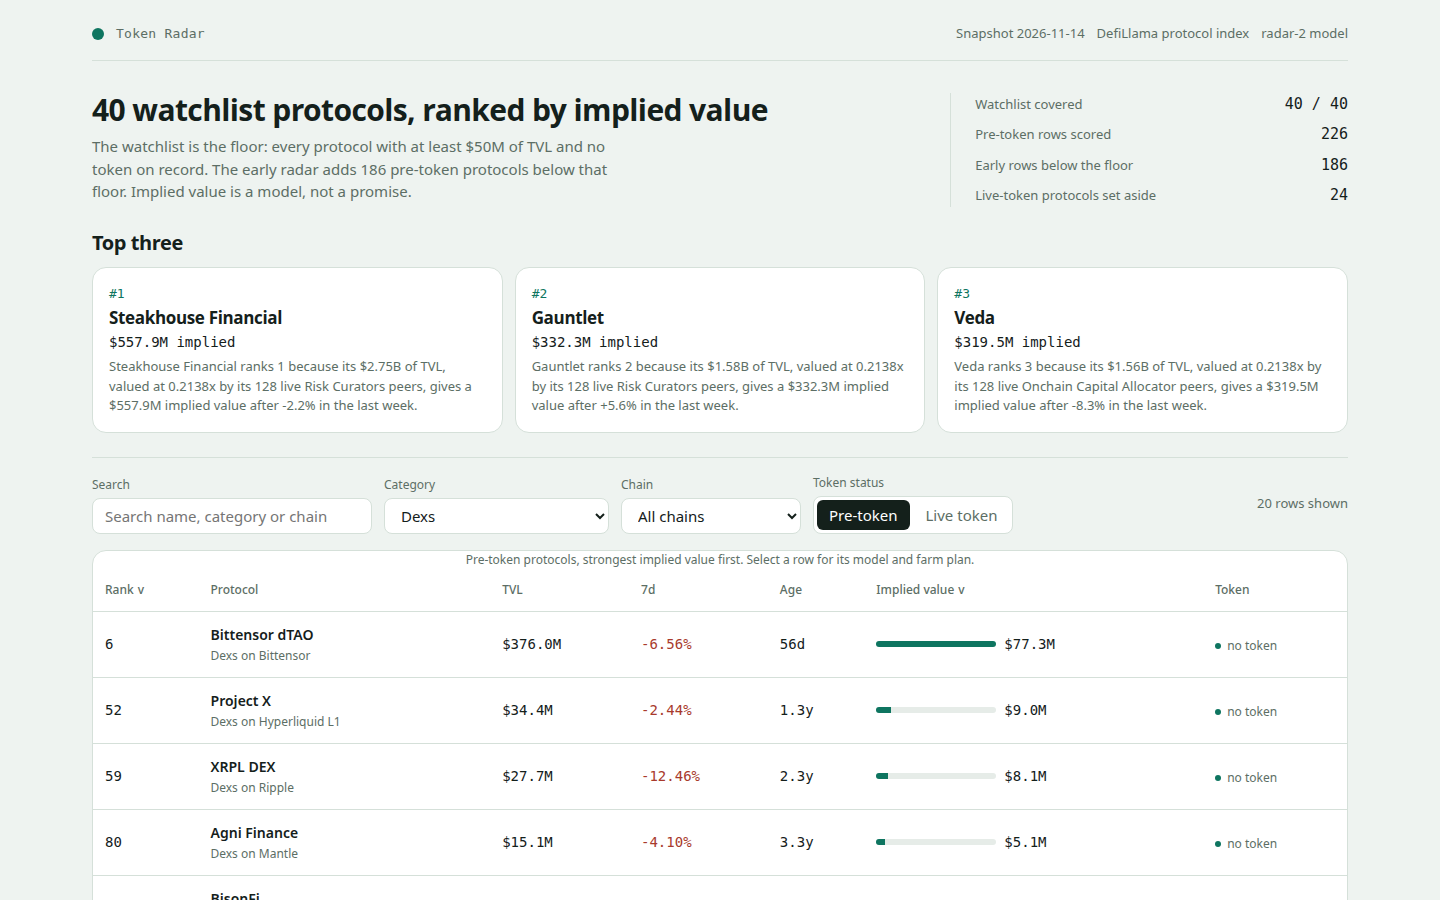 Token Radar
Snapshot 2026-11-14 DefiLlama protocol index radar-2 model
40 watchlist protocols, ranked by implied value
The watchlist is the floor: every protocol with at least $50M of TVL and no
token on record. The early radar adds 186 pre-token protocols below that
floor. Implied value is a model, not a promise.
Watchlist covered 40 / 40
Pre-token rows scored 226
Early rows below the floor 186
Live-token protocols set aside 24
Top three
#1
Steakhouse Financial
$557.9M implied
Steakhouse Financial ranks 1 because its $2.75B of TVL,
valued at 0.2138x by its 128 live Risk Curators peers, gives a
$557.9M implied value after -2.2% in the last week.
#2
Gauntlet
$332.3M implied
Gauntlet ranks 2 because its $1.58B of TVL, valued at 0.2138x
by its 128 live Risk Curators peers, gives a $332.3M implied
value after +5.6% in the last week.
#3
Veda
$319.5M implied
Veda ranks 3 because its $1.56B of TVL, valued at 0.2138x by
its 128 live Onchain Capital Allocator peers, gives a $319.5M
implied value after -8.3% in the last week.
Search
Search name, category or chain
Category
Dexs
Chain
All chains
Token status
Pre-token Live token
20 rows shown
Pre-token protocols, strongest implied value first. Select a row for its model and farm plan.
Rank v Protocol TVL 7d Age Implied value v Token
6 Bittensor dTAO $376.0M -6.56% 56d $77.3M no token
Dexs on Bittensor
52 Project X $34.4M -2.44% 1.3y $9.0M no token
Dexs on Hyperliquid L1
59 XRPL DEX $27.7M -12.46% 2.3y $8.1M no token
Dexs on Ripple
80 Agni Finance $15.1M -4.10% 3.3y $5.1M no token
Dexs on Mantle
BisonFi